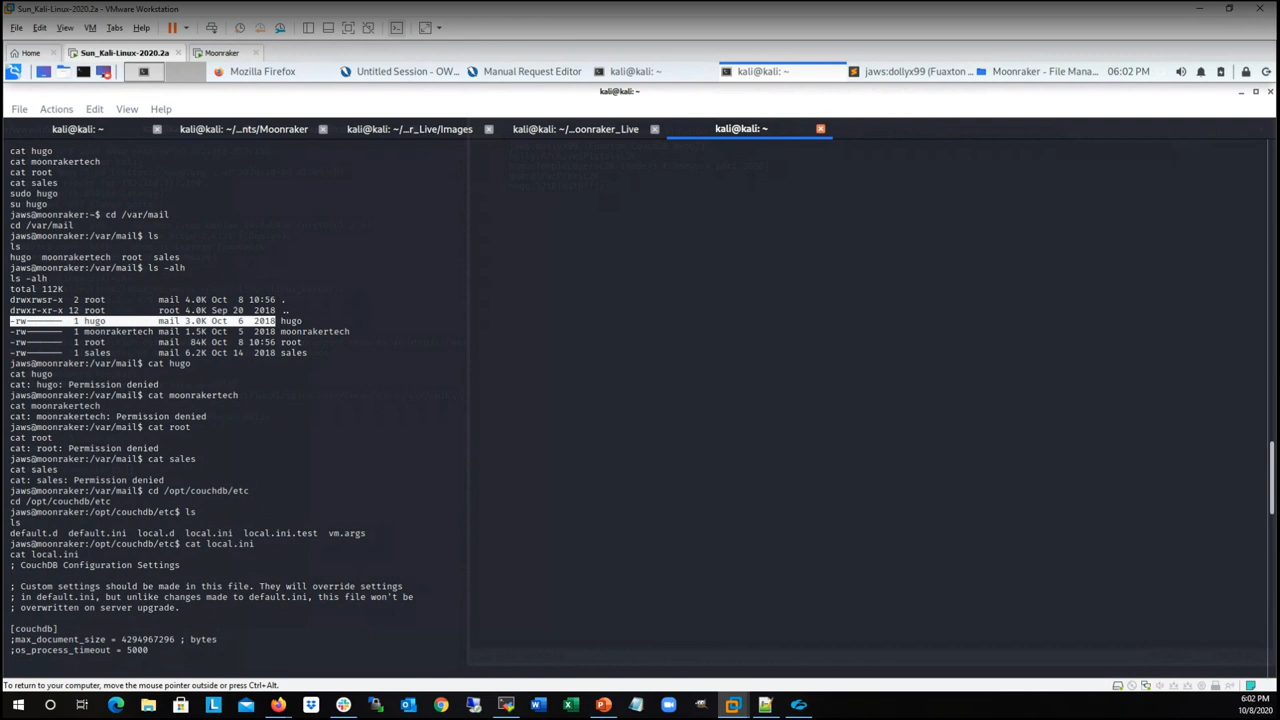 Sun_Kali-Linux-2020.2a - VMware Workstation
File Edit View VM Tabs Help
Home Sun_Kali-Linux-2020.2a Moonraker
Mozilla Firefox Untitled Session - OW... Manual Request Editor kali@kali: ~ kali@kali: ~ jaws:dollyx99 (Fuaxton... Moonraker - File Mana... 06:02 PM
kali@kali: ~
File Actions Edit View Help
kali@kali: ~ kali@kali: ~/...nts/Moonraker kali@kali: ~/...r_Live/Images kali@kali: ~/...oonraker_Live kali@kali: ~
cat hugo
cat moonrakertech
cat root
cat sales
sudo hugo
su hugo
jaws@moonraker:~$ cd /var/mail
cd /var/mail
jaws@moonraker:/var/mail$ ls
ls
hugo moonrakertech root sales
jaws@moonraker:/var/mail$ ls -alh
ls -alh
total 112K
drwxrwsr-x 2 root mail 4.0K Oct 8 10:56 .
drwxr-xr-x 12 root root 4.0K Sep 20 2018 ..
-rw------- 1 hugo mail 3.0K Oct 6 2018 hugo
-rw------- 1 moonrakertech mail 1.5K Oct 5 2018 moonrakertech
-rw------- 1 root mail 84K Oct 8 10:56 root
-rw------- 1 sales mail 6.2K Oct 14 2018 sales
jaws@moonraker:/var/mail$ cat hugo
cat hugo
cat: hugo: Permission denied
jaws@moonraker:/var/mail$ cat moonrakertech
cat moonrakertech
cat: moonrakertech: Permission denied
jaws@moonraker:/var/mail$ cat root
cat root
cat: root: Permission denied
jaws@moonraker:/var/mail$ cat sales
cat sales
cat: sales: Permission denied
jaws@moonraker:/var/mail$ cd /opt/couchdb/etc
cd /opt/couchdb/etc
jaws@moonraker:/opt/couchdb/etc$ ls
ls
default.d default.ini local.d local.ini local.ini.test vm.args
jaws@moonraker:/opt/couchdb/etc$ cat local.ini
cat local.ini
; CouchDB Configuration Settings
; Custom settings should be made in this file. They will override settings
; in default.ini, but unlike changes made to default.ini, this file won't be
; overwritten on server upgrade.
[couchdb]
;max_document_size = 4294967296 ; bytes
;os_process_timeout = 5000
To return to your computer, move the mouse pointer outside or press Ctrl+Alt.
6:02 PM
10/8/2020